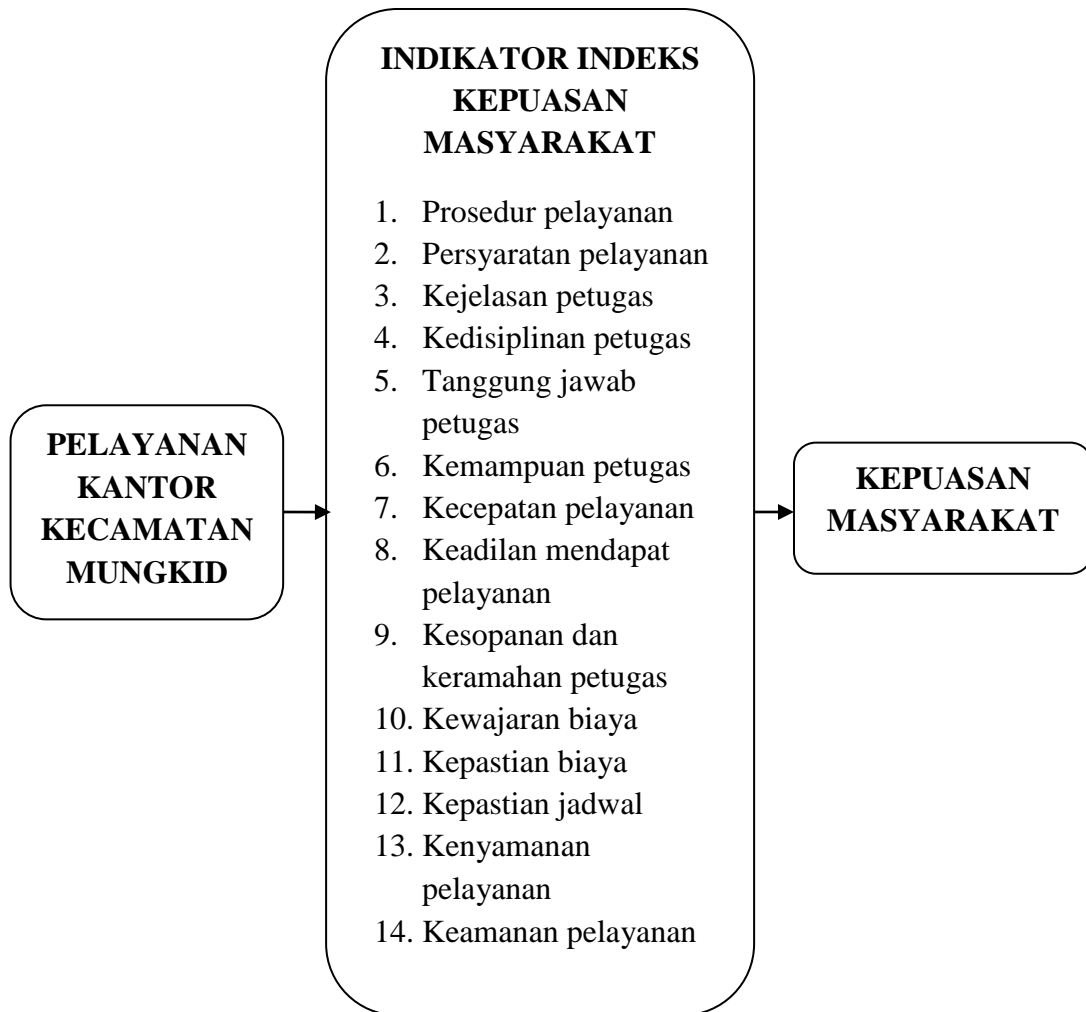 PELAYANAN
KANTOR
KECAMATAN
MUNGKID
INDIKATOR INDEKS
KEPUASAN
MASYARAKAT
1. Prosedur pelayanan
2. Persyaratan pelayanan
3. Kejelasan petugas
4. Kedisiplinan petugas
5. Tanggung jawab
petugas
6. Kemampuan petugas
7. Kecepatan pelayanan
8. Keadilan mendapat
pelayanan
9. Kesopanan dan
keramahan petugas
10. Kewajaran biaya
11. Kepastian biaya
12. Kepastian jadwal
13. Kenyamanan
pelayanan
14. Keamanan pelayanan
KEPUASAN
MASYARAKAT